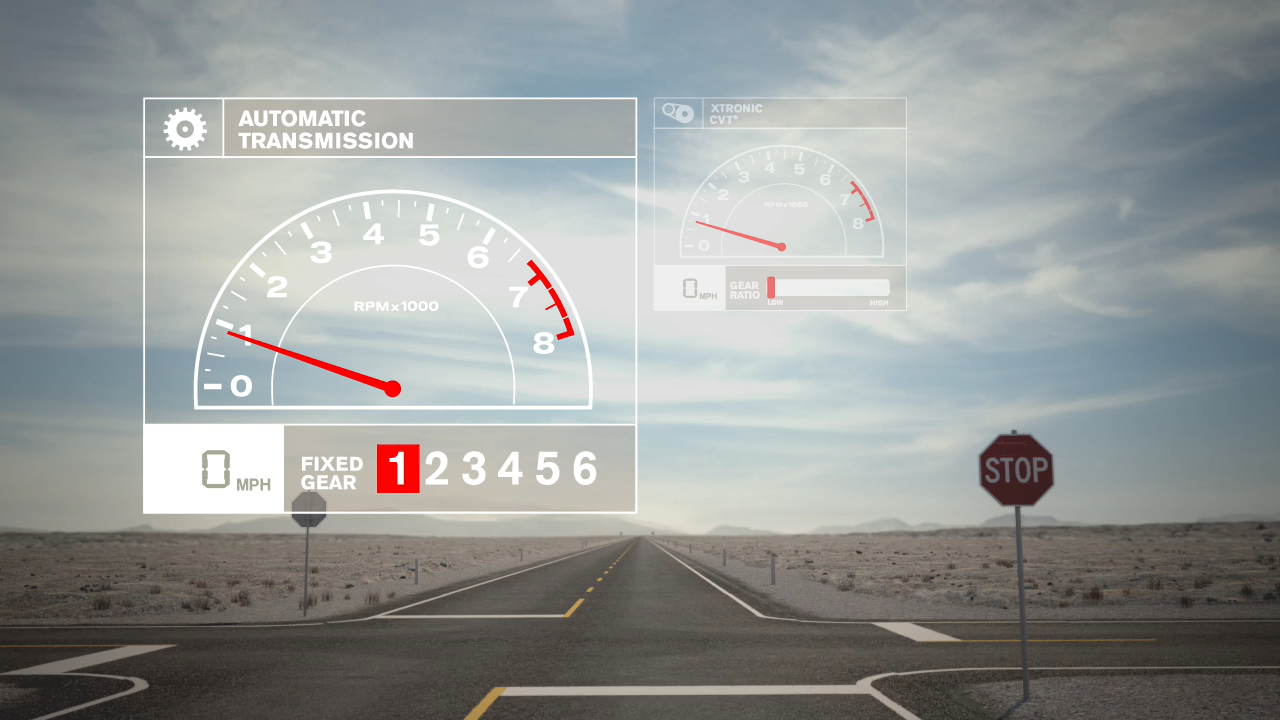 AUTOMATIC
TRANSMISSION
0 1 2 3 4 5 6 7 8
RPMx1000
0 MPH
FIXED
GEAR
1 2 3 4 5 6
XTRONIC
CVT*
0 1 2 3 4 5 6 7 8
RPMx1000
0 MPH
GEAR
RATIO
LOW
HIGH
STOP